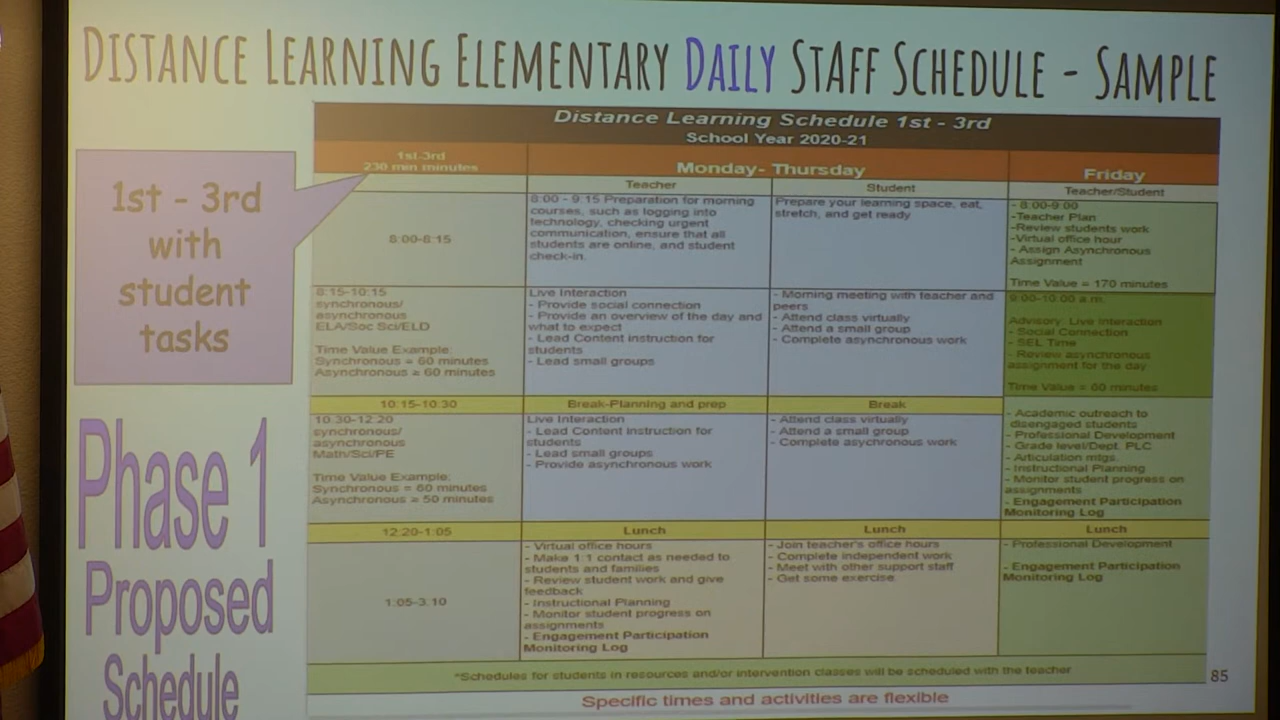 DISTANCE LEARNING ELEMENTARY DAILY STAFF SCHEDULE - SAMPLE
1st - 3rd
with
student
tasks
Phase 1
Proposed
Schedule
Distance Learning Schedule 1st - 3rd
School Year 2020-21
1st-3rd
230 min minutes
Monday- Thursday
Friday
Teacher
Student
Teacher/Student
8:00-8:15
8:00 - 9:15 Preparation for morning
courses, such as logging into
technology, checking urgent
communication, ensure that all
students are online, and student
check-in.
Prepare your learning space, eat,
stretch, and get ready
- 8:00-9:00
-Teacher Plan
-Review students work
-Virtual office hour
- Assign Asynchronous
Assignment
Time Value = 170 minutes
8:15-10:15
synchronous/
asynchronous
ELA/Soc Sci/ELD
Time Value Example:
Synchronous = 60 minutes
Asynchronous = 60 minutes
Live Interaction
- Provide social connection
- Provide an overview of the day and
what to expect
- Lead Content instruction for
students
- Lead small groups
- Morning meeting with teacher and
peers
- Attend class virtually
- Attend a small group
- Complete asynchronous work
9:00-10:00 a.m.
Advisory: Live Interaction
- Social Connection
- SEL Time
- Review asynchronous
assignment for the day
Time Value = 60 minutes
10:15-10:30
Break-Planning and prep
Break
10:30-12:20
synchronous/
asynchronous
Math/Sci/PE
Time Value Example:
Synchronous = 60 minutes
Asynchronous = 50 minutes
Live Interaction
- Lead Content instruction for
students
- Lead small groups
- Provide asynchronous work
- Attend class virtually
- Attend a small group
- Complete asychronous work
- Academic outreach to
disengaged students
- Professional Development
- Grade level/Dept. PLC
- Articulation mtgs.
- Instructional Planning
- Monitor student progress on
assignments
- Engagement Participation
Monitoring Log
12:20-1:05
Lunch
Lunch
Lunch
1:05-3:10
- Virtual office hours
- Make 1:1 contact as needed to
students and families
- Review student work and give
feedback
- Instructional Planning
- Monitor student progress on
assignments
- Engagement Participation
Monitoring Log
- Join teacher's office hours
- Complete independent work
- Meet with other support staff
- Get some exercise
- Professional Development
- Engagement Participation
Monitoring Log
*Schedules for students in resources and/or intervention classes will be scheduled with the teacher
85
Specific times and activities are flexible